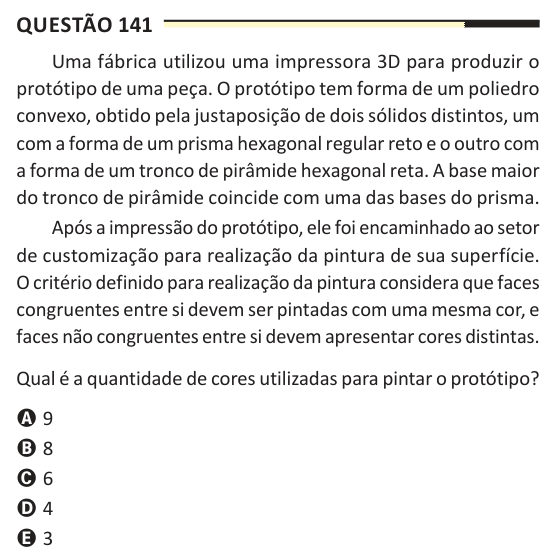 QUESTÃO 141
Uma fábrica utilizou uma impressora 3D para produzir o
protótipo de uma peça. O protótipo tem forma de um poliedro
convexo, obtido pela justaposição de dois sólidos distintos, um
com a forma de um prisma hexagonal regular reto e o outro com
a forma de um tronco de pirâmide hexagonal reta. A base maior
do tronco de pirâmide coincide com uma das bases do prisma.
Após a impressão do protótipo, ele foi encaminhado ao setor
de customização para realização da pintura de sua superfície.
O critério definido para realização da pintura considera que faces
congruentes entre si devem ser pintadas com uma mesma cor, e
faces não congruentes entre si devem apresentar cores distintas.
Qual é a quantidade de cores utilizadas para pintar o protótipo?
A 9
B 8
C 6
D 4
E 3